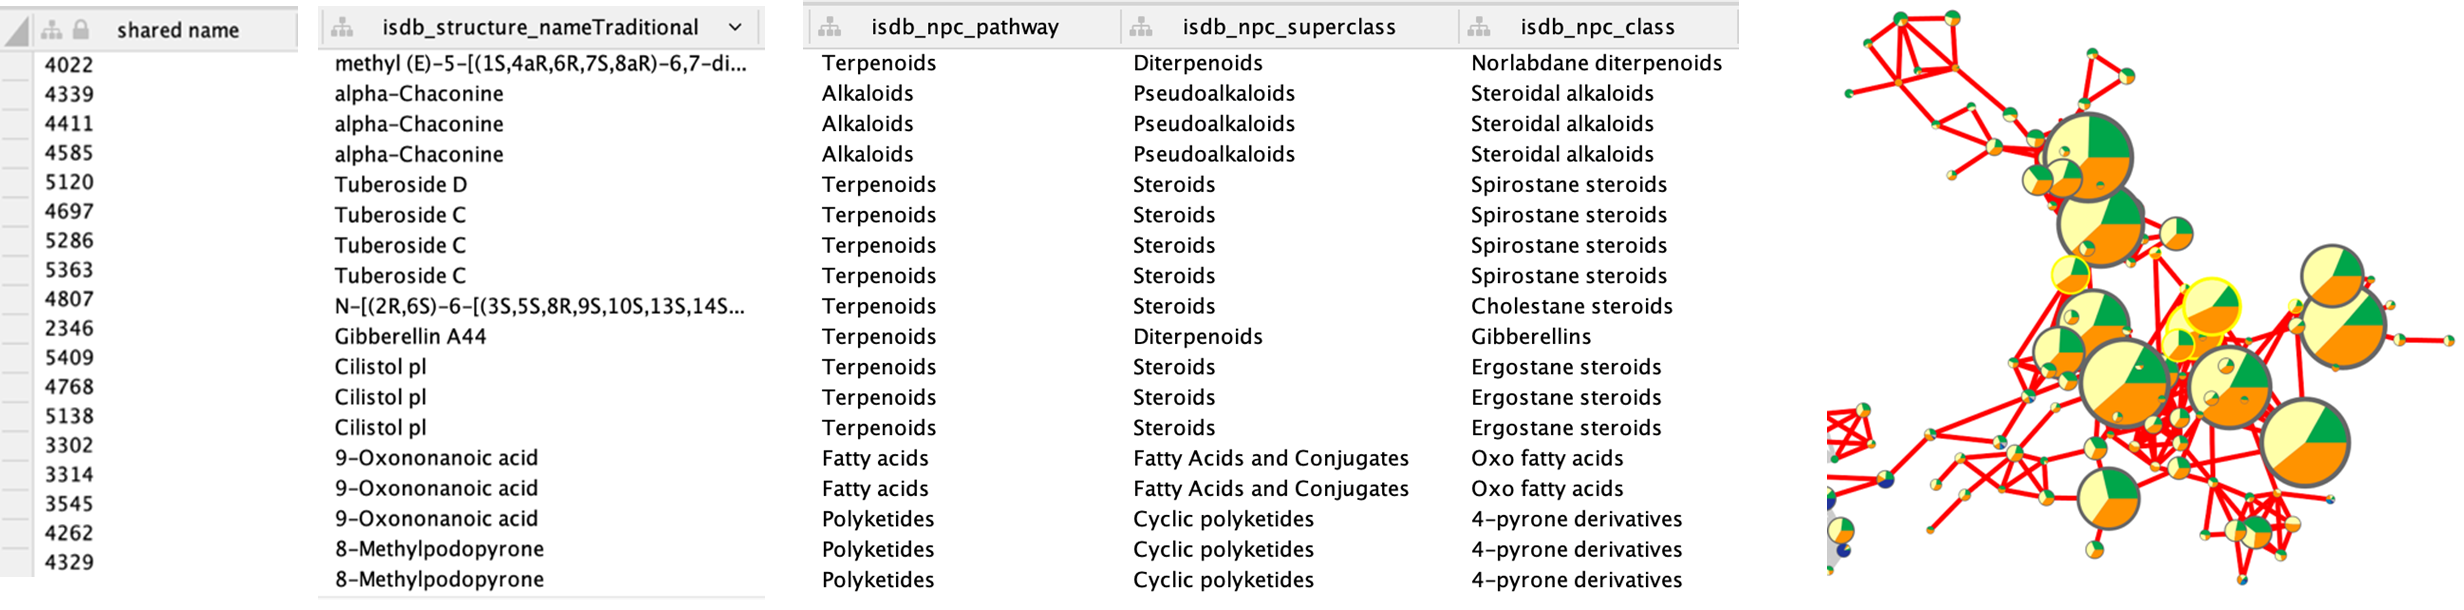 shared name isdb_structure_nameTraditional isdb_npc_pathway isdb_npc_superclass isdb_npc_class
4022 methyl (E)-5-[(1S,4aR,6R,7S,8aR)-6,7-di... Terpenoids Diterpenoids Norlabdane diterpenoids
4339 alpha-Chaconine Alkaloids Pseudoalkaloids Steroidal alkaloids
4411 alpha-Chaconine Alkaloids Pseudoalkaloids Steroidal alkaloids
4585 alpha-Chaconine Alkaloids Pseudoalkaloids Steroidal alkaloids
5120 Tuberoside D Terpenoids Steroids Spirostane steroids
4697 Tuberoside C Terpenoids Steroids Spirostane steroids
5286 Tuberoside C Terpenoids Steroids Spirostane steroids
5363 Tuberoside C Terpenoids Steroids Spirostane steroids
4807 N-[(2R,6S)-6-[(3S,5S,8R,9S,10S,13S,14S... Terpenoids Steroids Cholestane steroids
2346 Gibberellin A44 Terpenoids Diterpenoids Gibberellins
5409 Cilistol pl Terpenoids Steroids Ergostane steroids
4768 Cilistol pl Terpenoids Steroids Ergostane steroids
5138 Cilistol pl Terpenoids Steroids Ergostane steroids
3302 9-Oxononanoic acid Fatty acids Fatty Acids and Conjugates Oxo fatty acids
3314 9-Oxononanoic acid Fatty acids Fatty Acids and Conjugates Oxo fatty acids
3545 9-Oxononanoic acid Polyketides Cyclic polyketides 4-pyrone derivatives
4262 8-Methylpodopyrone Polyketides Cyclic polyketides 4-pyrone derivatives
4329 8-Methylpodopyrone Polyketides Cyclic polyketides 4-pyrone derivatives